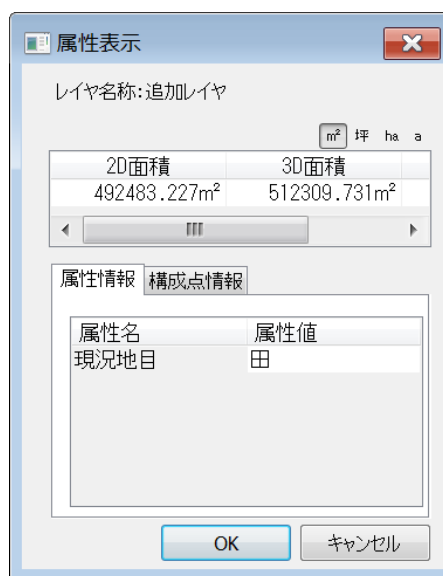 属性表示
レイヤ名称:追加レイヤ
m² 坪 ha a
2D面積 3D面積
492483.227m² 512309.731m²
属性情報 構成点情報
属性名 属性値
現況地目 田
OK キャンセル